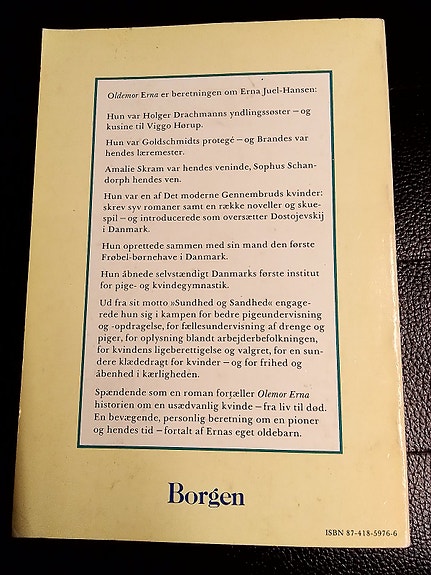 Oldemor Erna er beretningen om Erna Juel-Hansen:
Hun var Holger Drachmanns yndlingssøster – og
kusine til Viggo Hørup.
Hun var Goldschmidts protegé – og Brandes var
hendes læremester.
Amalie Skram var hendes veninde, Sophus Schan-
dorph hendes ven.
Hun var en af Det moderne Gennembruds kvinder:
skrev syv romaner samt en række noveller og skue-
spil – og introducerede som oversætter Dostojevskij
i Danmark.
Hun oprettede sammen med sin mand den første
Frøbel-børnehave i Danmark.
Hun åbnede selvstændigt Danmarks første institut
for pige- og kvindegymnastik.
Ud fra sit motto »Sundhed og Sandhed« engage-
rede hun sig i kampen for bedre pigeundervisning
og -opdragelse, for fællesundervisning af drenge og
piger, for oplysning blandt arbejderbefolkningen,
for kvindens ligeberettigelse og valgret, for en sun-
dere klædedragt for kvinder – og for frihed og
åbenhed i kærligheden.
Spændende som en roman fortæller Olemor Erna
historien om en usædvanlig kvinde – fra liv til død.
En bevægende, personlig beretning om en pioner
og hendes tid – fortalt af Ernas eget oldebarn.
Borgen
ISBN 87-418-5976-6